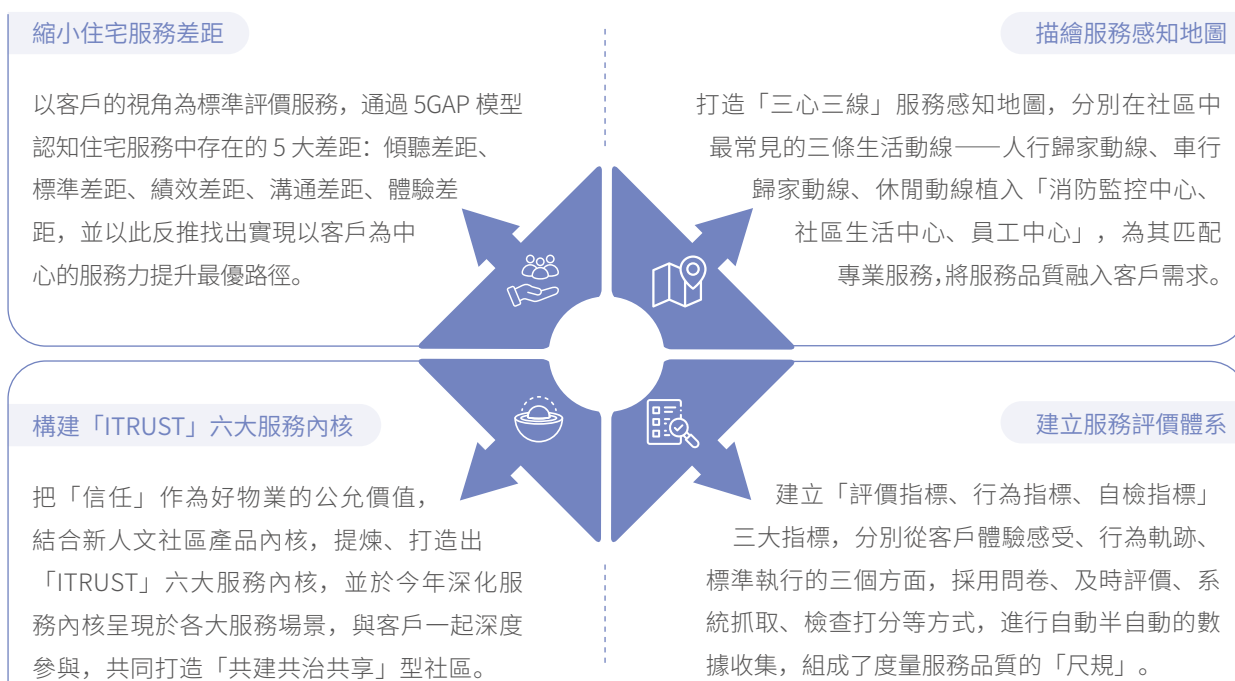 縮小住宅服務差距
以客戶的視角為標準評價服務，通過 5GAP 模型
認知住宅服務中存在的 5 大差距：傾聽差距、
標準差距、績效差距、溝通差距、體驗差
距，並以此反推找出實現以客戶為中
心的服務力提升最優路徑。
描繪服務感知地圖
打造「三心三線」服務感知地圖，分別在社區中
最常見的三條生活動線——人行歸家動線、車行
歸家動線、休閒動線植入「消防監控中心、
社區生活中心、員工中心」，為其匹配
專業服務，將服務品質融入客戶需求。
構建「ITRUST」六大服務內核
把「信任」作為好物業的公允價值，
結合新人文社區產品內核，提煉、打造出
「ITRUST」六大服務內核，並於今年深化服
務內核呈現於各大服務場景，與客戶一起深度
參與，共同打造「共建共治共享」型社區。
建立服務評價體系
建立「評價指標、行為指標、自檢指標」
三大指標，分別從客戶體驗感受、行為軌跡、
標準執行的三個方面，採用問卷、及時評價、系
統抓取、檢查打分等方式，進行自動半自動的數
據收集，組成了度量服務品質的「尺規」。